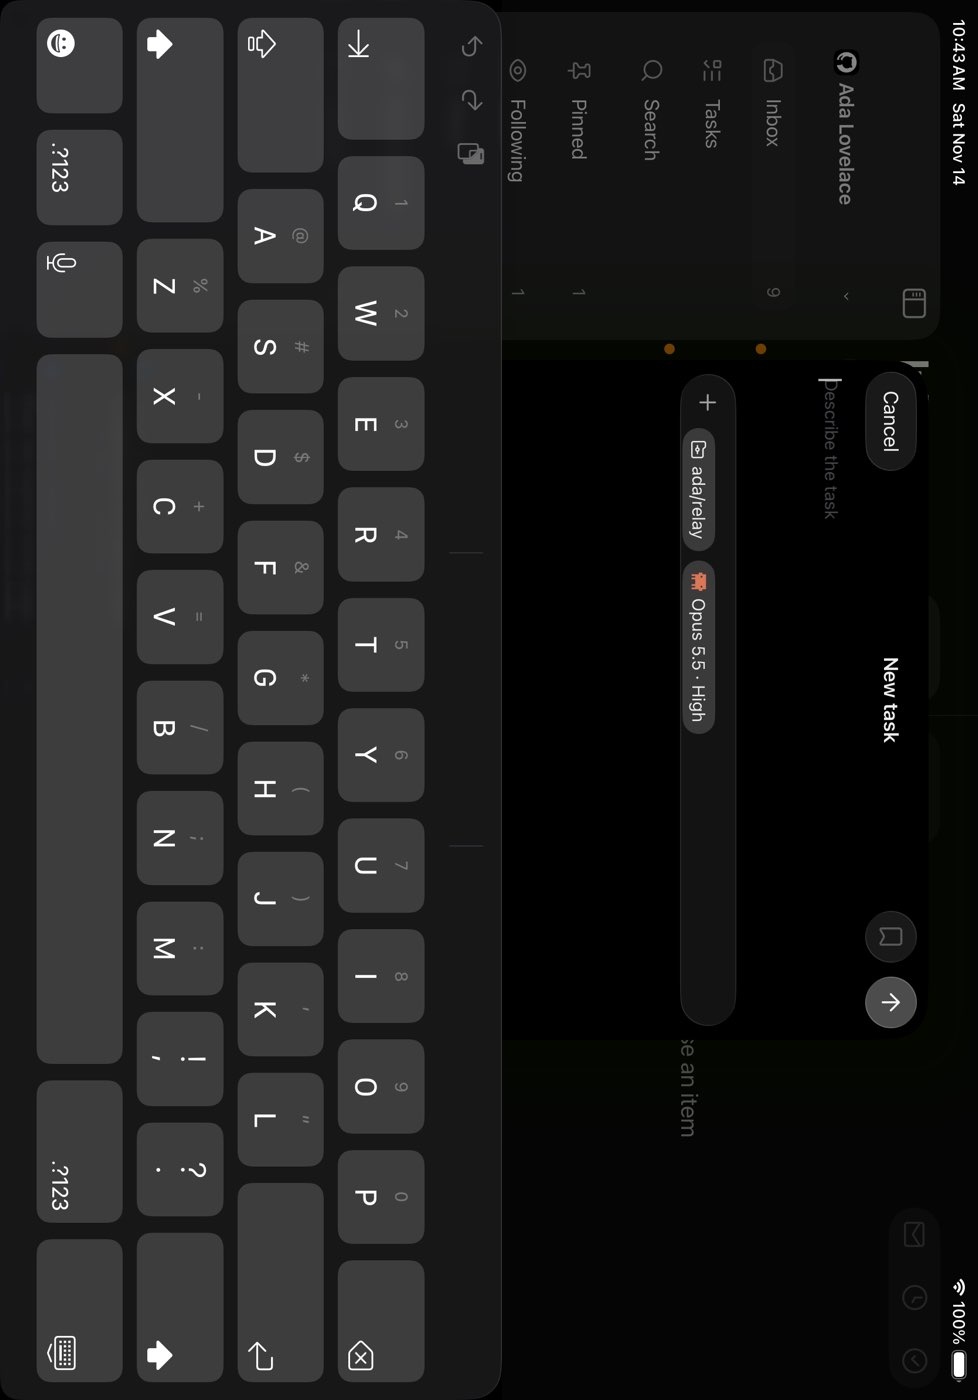 10:43 AM Sat Nov 14
100%
Cancel
New task
Ada Lovelace
Describe the task
Inbox 9
Tasks
ada/relay
Opus 5.5 · High
se an item
Search
Pinned 1
Following 1
1 2 3 4 5 6 7 8 9 0
Q W E R T Y U I O P
@ # $ & * ( ) ' "
A S D F G H J K L
% - + = / ; : ! ?
Z X C V B N M , .
.?123
.?123